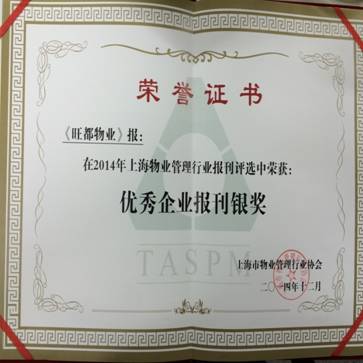 荣誉证书
《旺都物业》报：
在2014年上海物业管理行业报刊评选中荣获：
优秀企业报刊银奖
TASPM
上海市物业管理行业协会
二〇一四年十二月